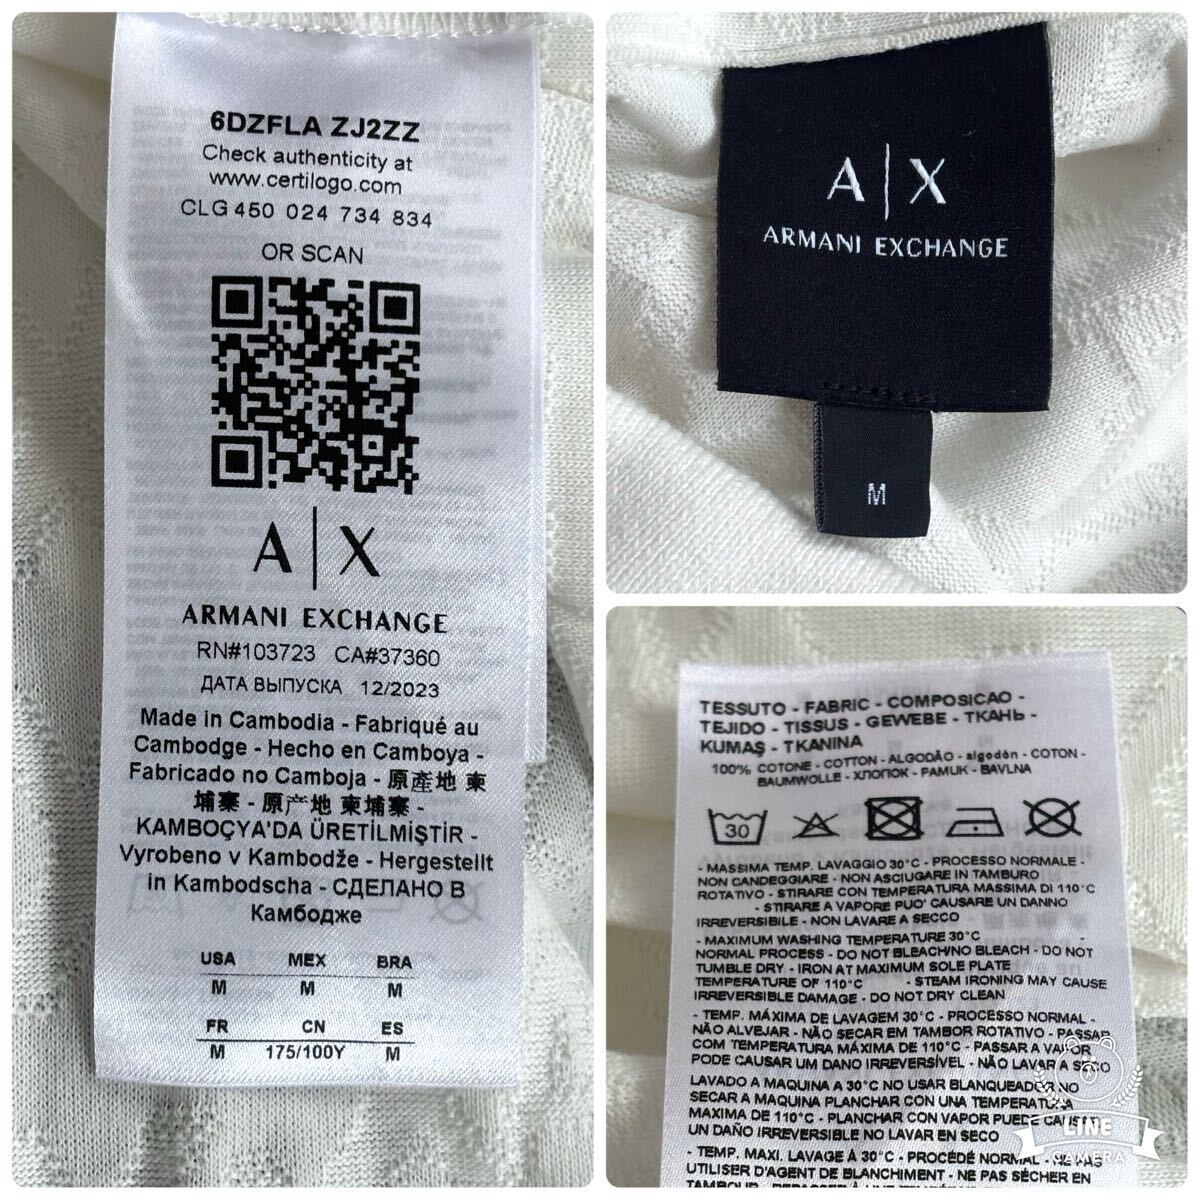 6DZFLA ZJ2ZZ
Check authenticity at
www.certilogo.com
CLG 450 024 734 834
OR SCAN
A|X
ARMANI EXCHANGE
RN#103723 CA#37360
ДАТА ВЫПУСКА 12/2023
Made in Cambodia - Fabriqué au
Cambodge - Hecho en Camboya -
Fabricado no Camboja - 原產地 柬
埔寨 - 原产地 柬埔寨 -
KAMBOÇYA'DA ÜRETİLMİŞTİR -
Vyrobeno v Kambodže - Hergestellt
in Kambodscha - СДЕЛАНО В
Камбодже
USA MEX BRA
M M M
FR CN ES
M 175/100Y M
A|X
ARMANI EXCHANGE
M
TESSUTO - FABRIC - COMPOSICAO -
TEJIDO - TISSUS - GEWEBE - ТКАНЬ -
KUMAŞ - TKANINA
100% COTONE - COTTON - ALGODÃO - algodòn - COTON -
BAUMWOLLE - ХЛОПОК - PAMUK - BAVLNA
30
- MASSIMA TEMP. LAVAGGIO 30°C - PROCESSO NORMALE -
NON CANDEGGIARE - NON ASCIUGARE IN TAMBURO
ROTATIVO - STIRARE CON TEMPERATURA MASSIMA DI 110°C
- STIRARE A VAPORE PUO' CAUSARE UN DANNO
IRREVERSIBILE - NON LAVARE A SECCO
- MAXIMUM WASHING TEMPERATURE 30°C -
NORMAL PROCESS - DO NOT BLEACH/NO BLEACH - DO NOT
TUMBLE DRY - IRON AT MAXIMUM SOLE PLATE
TEMPERATURE OF 110°C - STEAM IRONING MAY CAUSE
IRREVERSIBLE DAMAGE - DO NOT DRY CLEAN
- TEMP. MÁXIMA DE LAVAGEM 30°C - PROCESSO NORMAL -
NÃO ALVEJAR - NÃO SECAR EM TAMBOR ROTATIVO - PASSAR
COM TEMPERATURA MÁXIMA DE 110°C - PASSAR A VAPOR
PODE CAUSAR UM DANO IRREVERSÍVEL - NÃO LAVAR A SECO
LAVADO A MAQUINA A 30°C NO USAR BLANQUEADOR NO
SECAR A MAQUINA PLANCHAR CON UNA TEMPERATURA
MAXIMA DE 110°C - PLANCHAR CON VAPOR PUEDE CAUSAR
UN DAÑO IRREVERSIBLE NO LAVAR EN SECO
- TEMP. MAXI. LAVAGE À 30°C - PROCÉDÉ NORMAL - NE PAS
UTILISER D'AGENT DE BLANCHIMENT - NE PAS SÉCHER EN
LINE
CAMERA